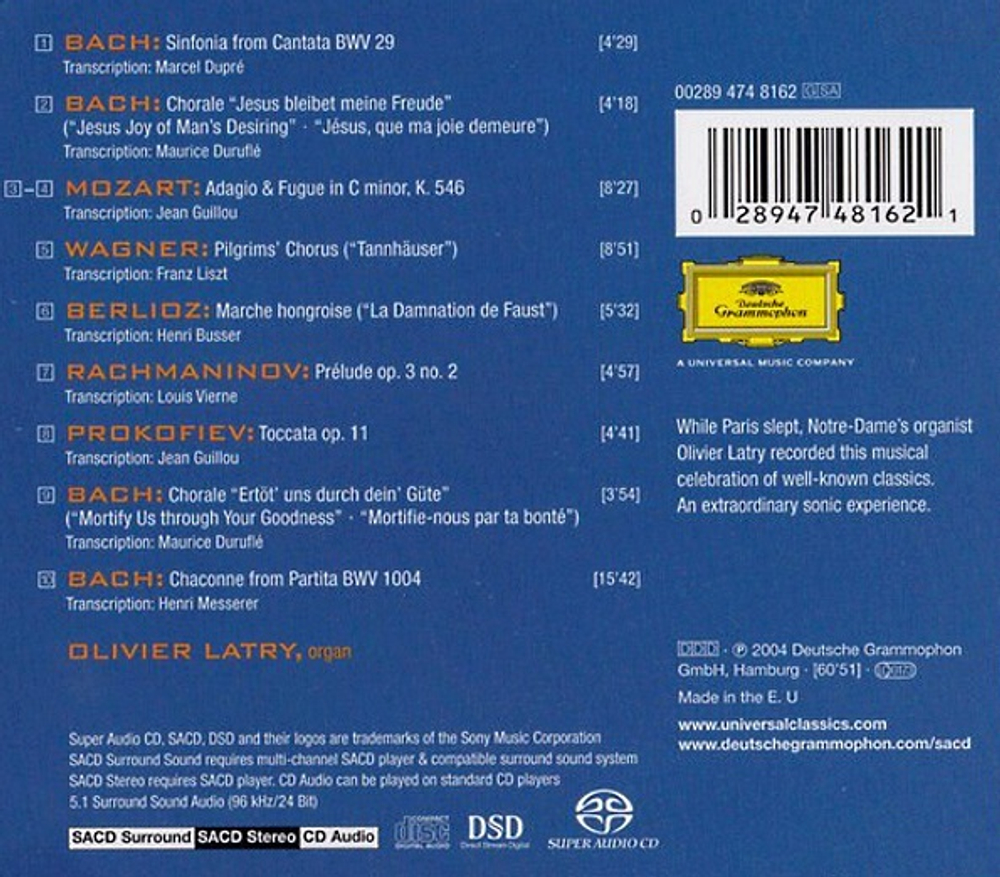 1 BACH: Sinfonia from Cantata BWV 29 [4'29]
Transcription: Marcel Dupré
2 BACH: Chorale “Jesus bleibet meine Freude” [4'18]
(“Jesus Joy of Man's Desiring” · “Jésus, que ma joie demeure”)
Transcription: Maurice Duruflé
3–4 MOZART: Adagio & Fugue in C minor, K. 546 [8'27]
Transcription: Jean Guillou
5 WAGNER: Pilgrims' Chorus (“Tannhäuser”) [8'51]
Transcription: Franz Liszt
6 BERLIOZ: Marche hongroise (“La Damnation de Faust”) [5'32]
Transcription: Henri Busser
7 RACHMANINOV: Prélude op. 3 no. 2 [4'57]
Transcription: Louis Vierne
8 PROKOFIEV: Toccata op. 11 [4'41]
Transcription: Jean Guillou
9 BACH: Chorale “Ertöt' uns durch dein' Güte” [3'54]
(“Mortify Us through Your Goodness” · “Mortifie-nous par ta bonté”)
Transcription: Maurice Duruflé
10 BACH: Chaconne from Partita BWV 1004 [15'42]
Transcription: Henri Messerer
OLIVIER LATRY, organ
00289 474 8162 GSA
0 28947 48162 1
Deutsche
Grammophon
A UNIVERSAL MUSIC COMPANY
While Paris slept, Notre-Dame's organist
Olivier Latry recorded this musical
celebration of well-known classics.
An extraordinary sonic experience.
DDD · ℗ 2004 Deutsche Grammophon
GmbH, Hamburg · [60'51] ·
Made in the E. U
www.universalclassics.com
www.deutschegrammophon.com/sacd
Super Audio CD, SACD, DSD and their logos are trademarks of the Sony Music Corporation
SACD Surround Sound requires multi-channel SACD player & compatible surround sound system
SACD Stereo requires SACD player. CD Audio can be played on standard CD players
5.1 Surround Sound Audio (96 kHz/24 Bit)
SACD Surround SACD Stereo CD Audio
COMPACT
disc
DIGITAL AUDIO
DSD
Direct Stream Digital
SUPER AUDIO CD